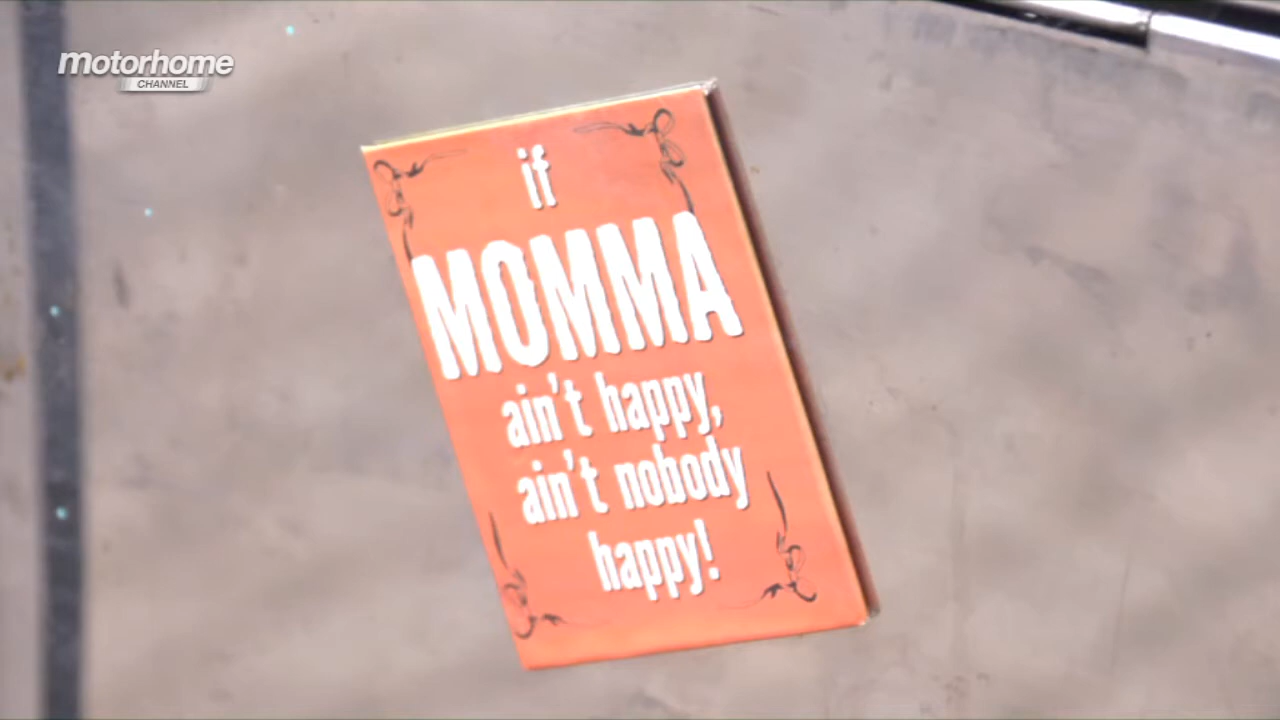 motorhome
CHANNEL
if
MOMMA
ain't happy,
ain't nobody
happy!